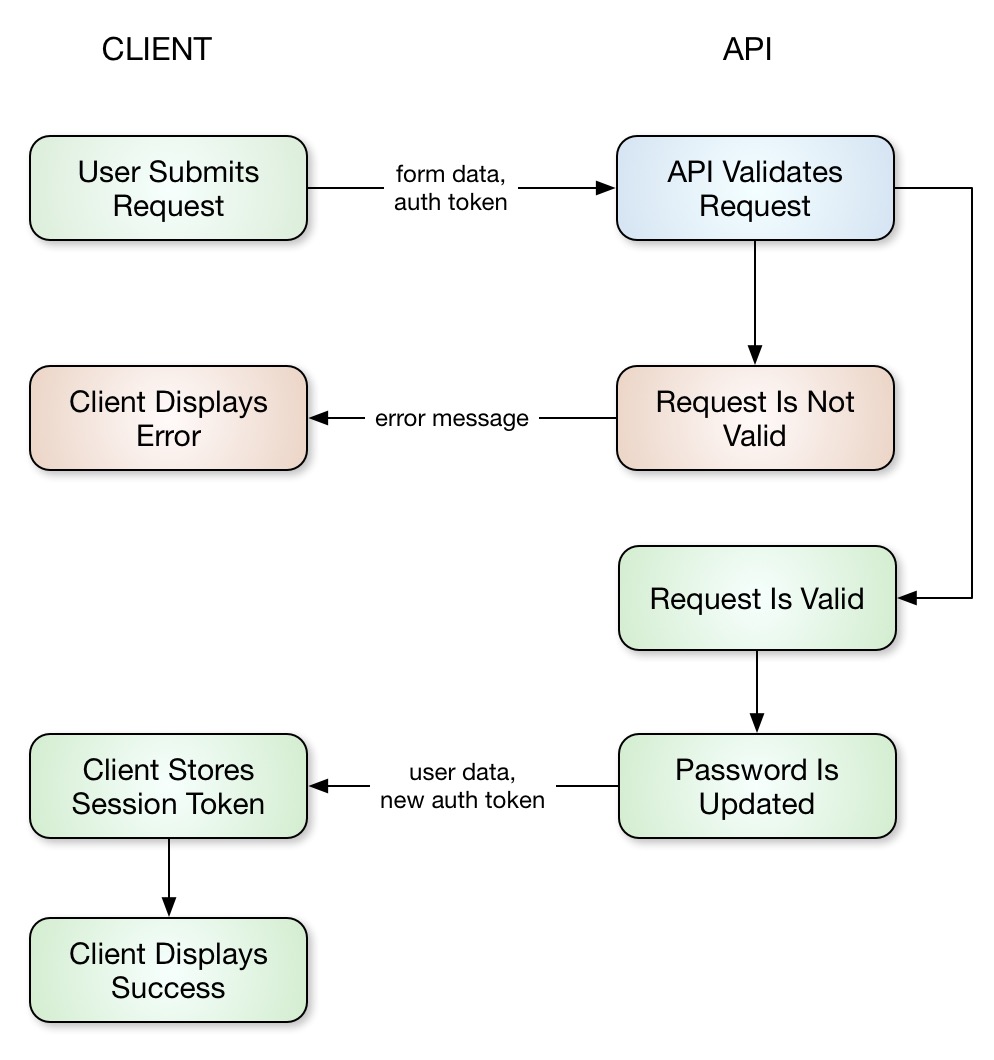 CLIENT
API
User Submits
Request
form data,
auth token
API Validates
Request
Client Displays
Error
error message
Request Is Not
Valid
Request Is Valid
Client Stores
Session Token
user data,
new auth token
Password Is
Updated
Client Displays
Success